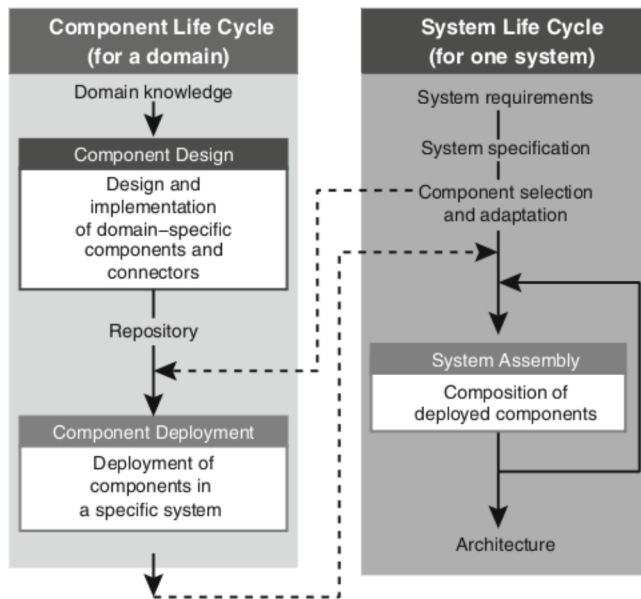 Component Life Cycle
(for a domain)
Domain knowledge
Component Design
Design and
implementation
of domain–specific
components and
connectors
Repository
Component Deployment
Deployment of
components in
a specific system
System Life Cycle
(for one system)
System requirements
System specification
Component selection
and adaptation
System Assembly
Composition of
deployed components
Architecture